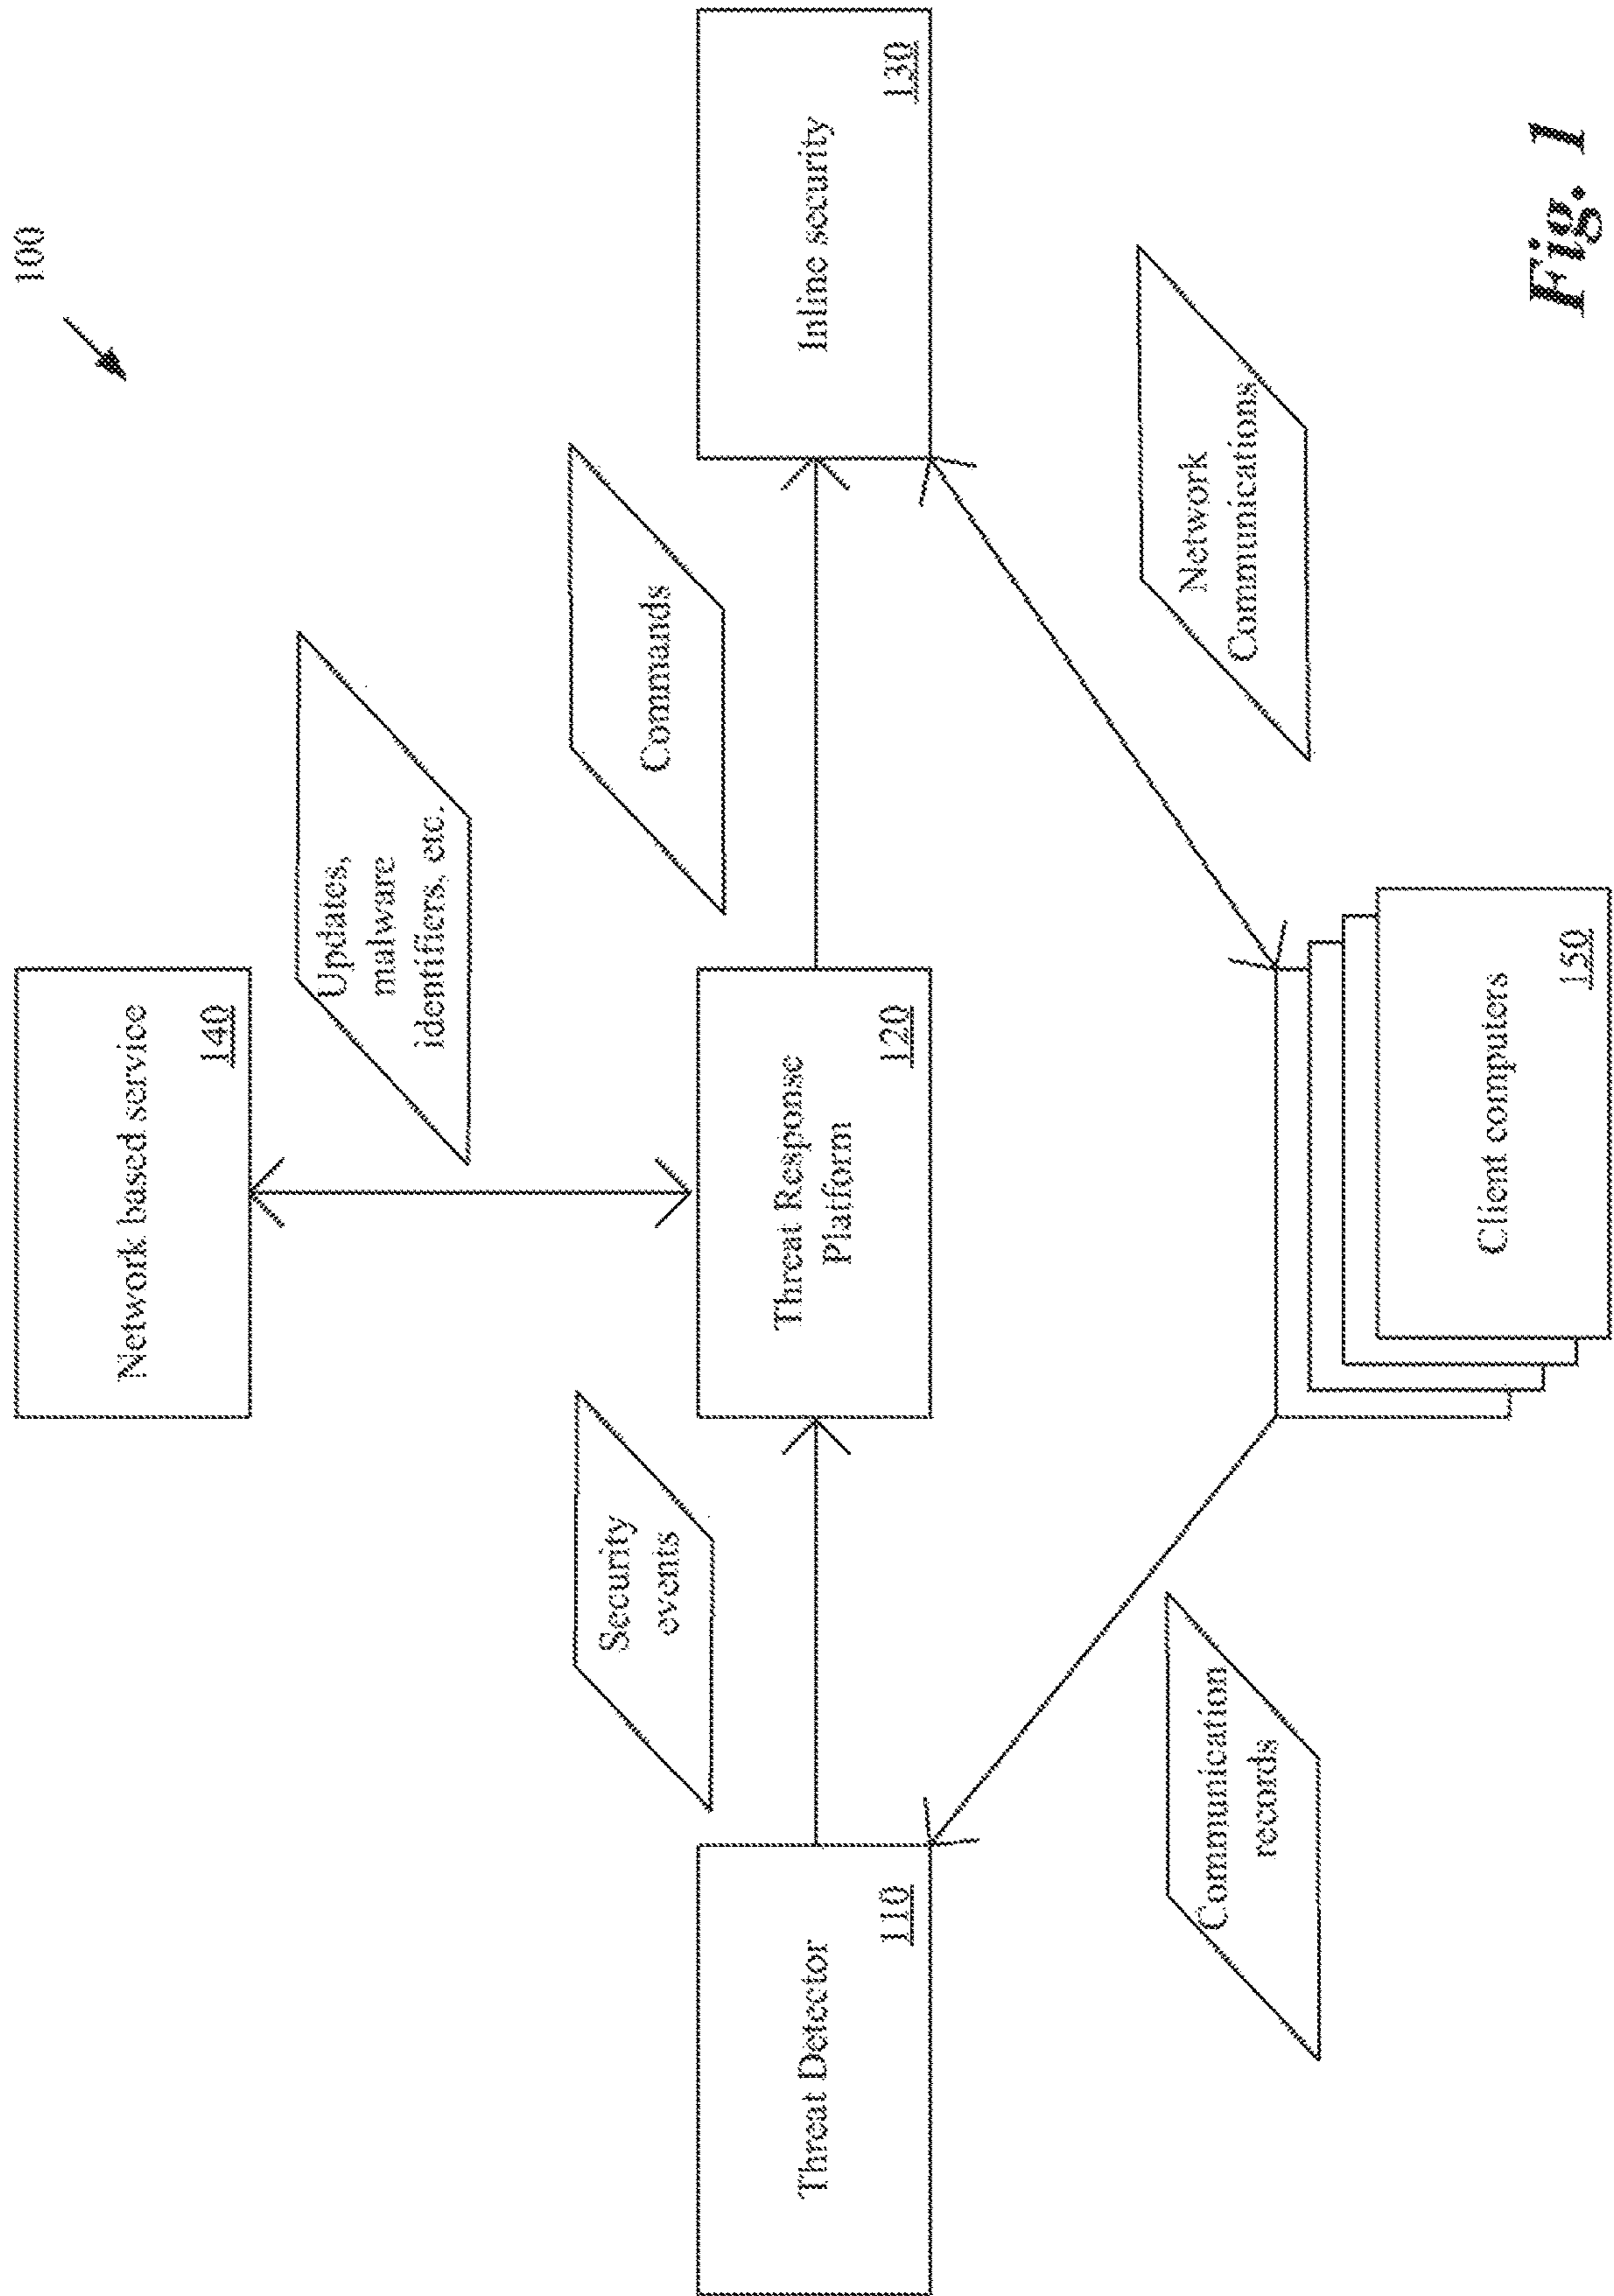 100
Network based service
140
Updates,
malware
identifiers, etc.
Security
events
Commands
Threat Detector
110
Threat Response
Platform
120
Inline security
130
Communication
records
Network
Communications
Client computers
150
Fig. 1